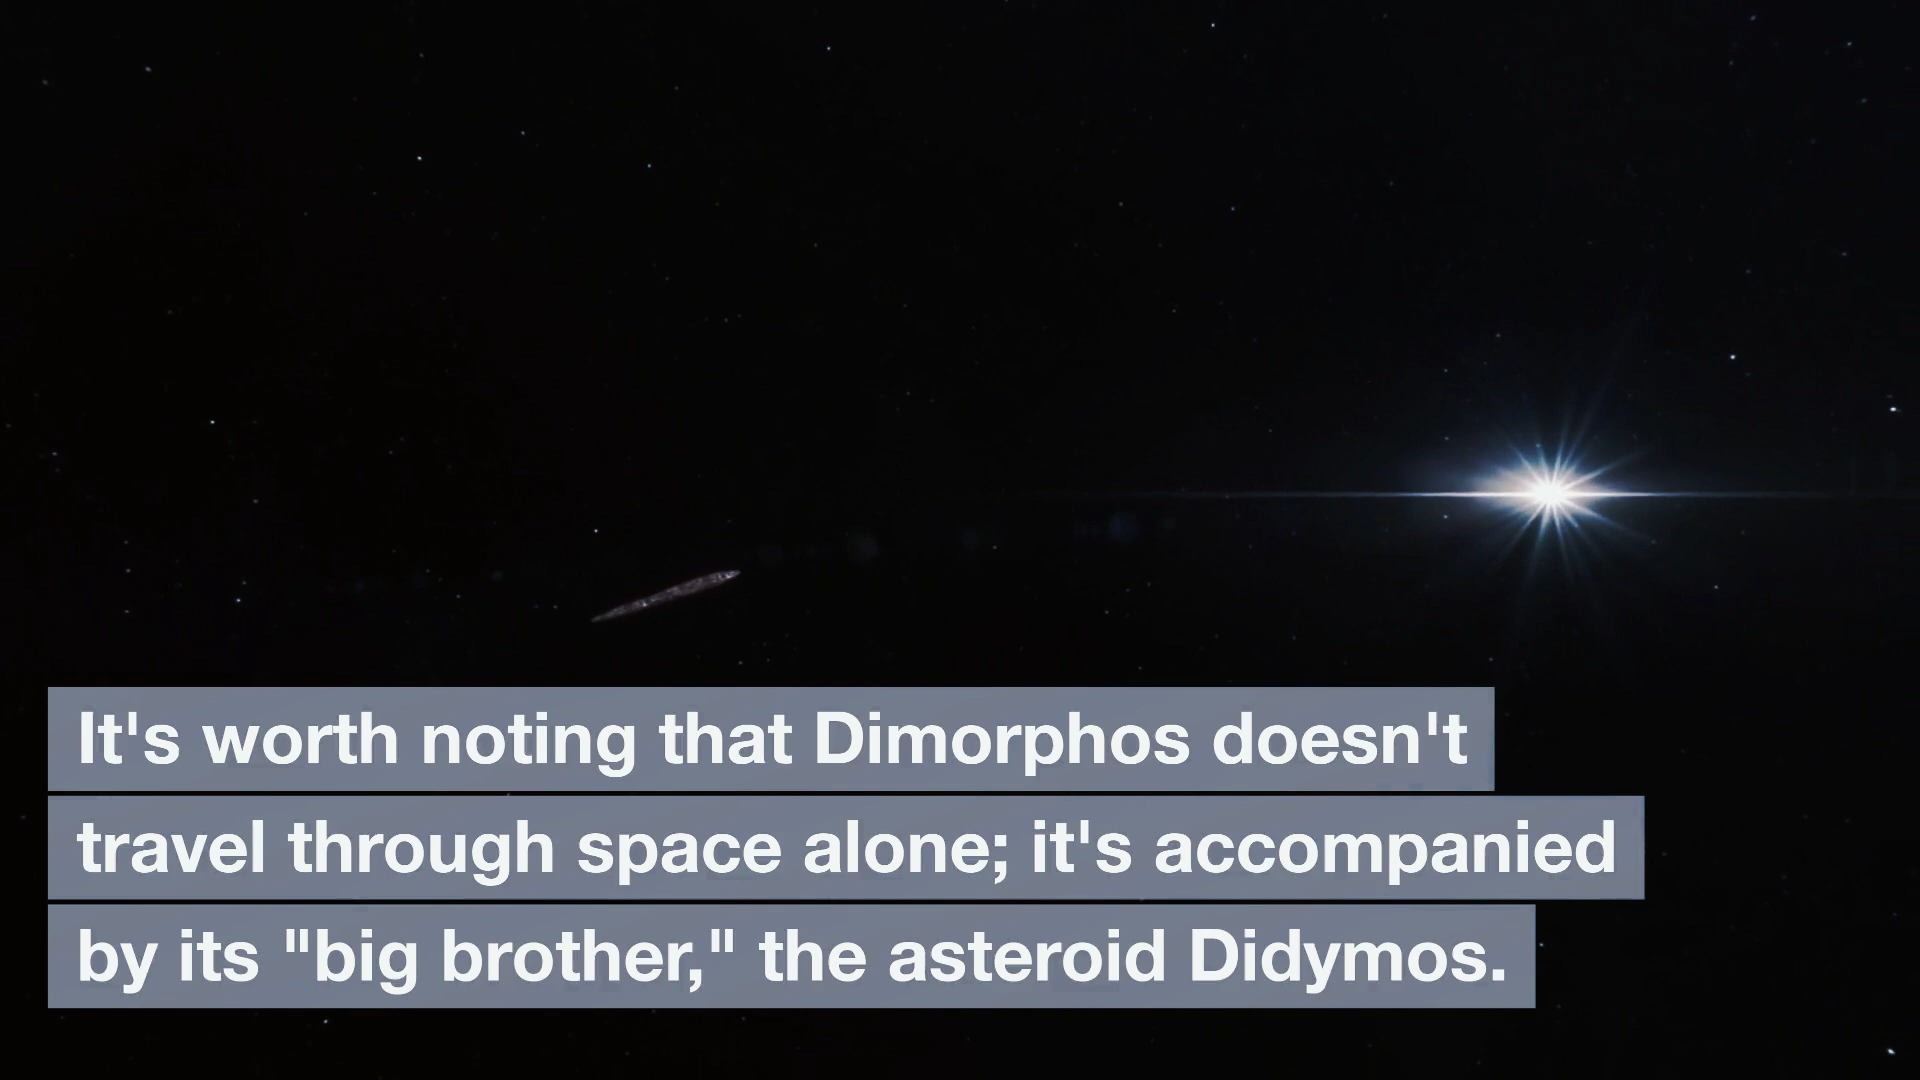 It's worth noting that Dimorphos doesn't
travel through space alone; it's accompanied
by its "big brother," the asteroid Didymos.